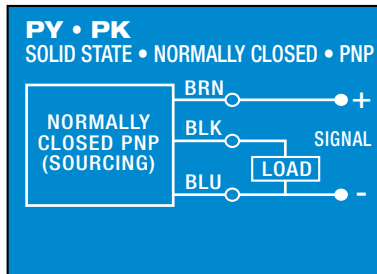 PY • PK
SOLID STATE • NORMALLY CLOSED • PNP
BRN
+
NORMALLY
CLOSED PNP
(SOURCING)
BLK
SIGNAL
LOAD
BLU
-